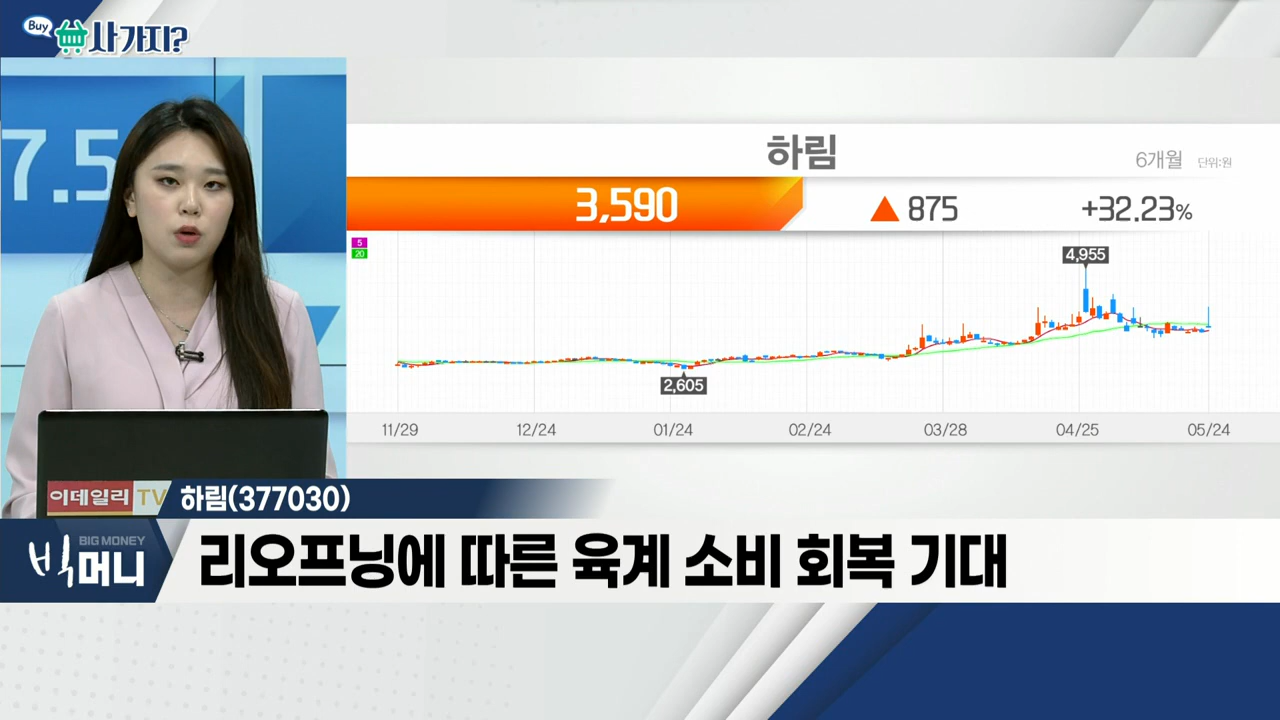 Buy 사가지?
7.5
하림
6개월 단위:원
3,590 ▲ 875 +32.23%
5
20
4,955
2,605
11/29 12/24 01/24 02/24 03/28 04/25 05/24
이데일리 TV 하림(377030)
BIG MONEY
빅머니 리오프닝에 따른 육계 소비 회복 기대